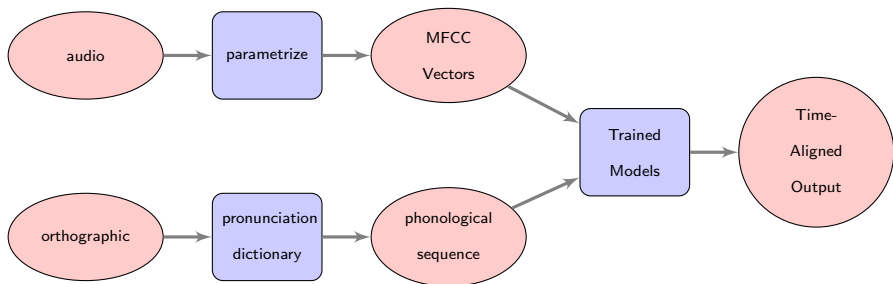 audio
parametrize
MFCC
Vectors
Trained
Models
Time-
Aligned
Output
orthographic
pronunciation
dictionary
phonological
sequence